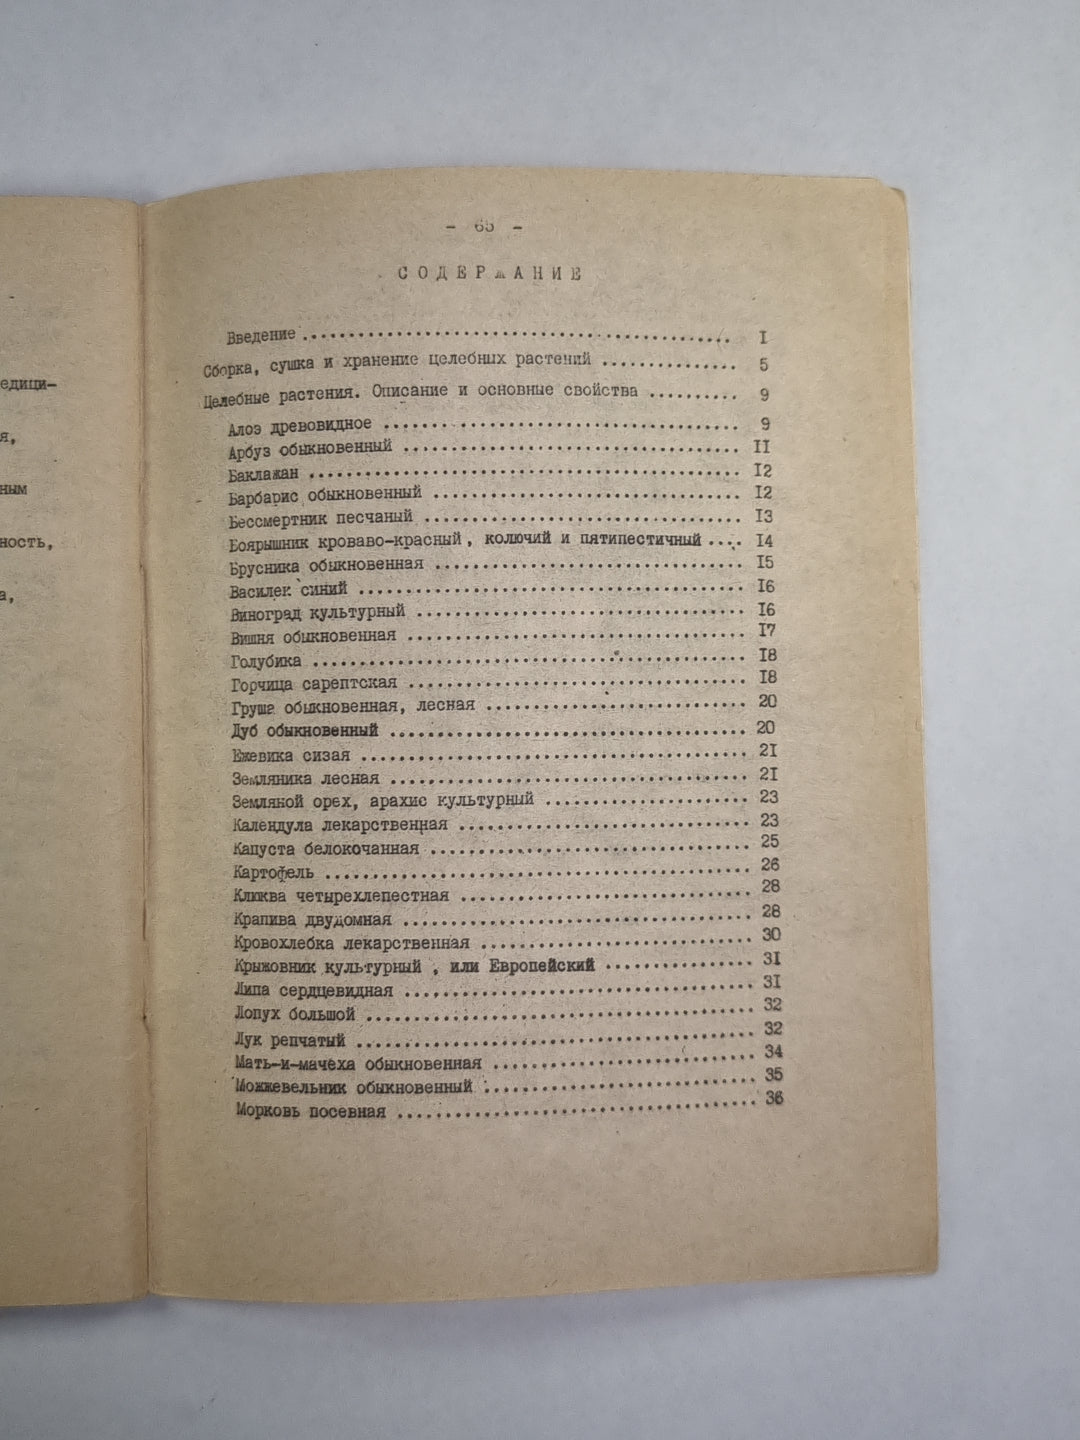 едици-
я,
ным
ность,
а,
- 65 -
СОДЕРЖАНИЕ
Введение ........................................ I
Сборка, сушка и хранение целебных растений ............... 5
Целебные растения. Описание и основные свойства .......... 9
Алоэ древовидное ...................................... 9
Арбуз обыкновенный .................................... II
Баклажан .............................................. I2
Барбарис обыкновенный ................................. I2
Бессмертник песчаный .................................. I3
Боярышник кроваво-красный, колючий и пятипестичный .... I4
Брусника обыкновенная ................................. I5
Василек синий ......................................... I6
Виноград культурный ................................... I6
Вишня обыкновенная .................................... I7
Голубика .............................................. I8
Горчица сарептская .................................... I8
Груша обыкновенная, лесная ............................ 20
Дуб обыкновенный ...................................... 20
Ежевика сизая ......................................... 2I
Земляника лесная ...................................... 2I
Земляной орех, арахис культурный ...................... 23
Календула лекарственная ............................... 23
Капуста белокочанная .................................. 25
Картофель ............................................. 26
Клюква четырехлепестная ............................... 28
Крапива двудомная ..................................... 28
Кровохлебка лекарственная ............................. 30
Крыжовник культурный , или Европейский ................ 3I
Липа сердцевидная ..................................... 3I
Лопух большой ......................................... 32
Лук репчатый .......................................... 32
Мать-и-мачеха обыкновенная ............................ 34
Можжевельник обыкновенный ............................. 35
Морковь посевная ...................................... 36